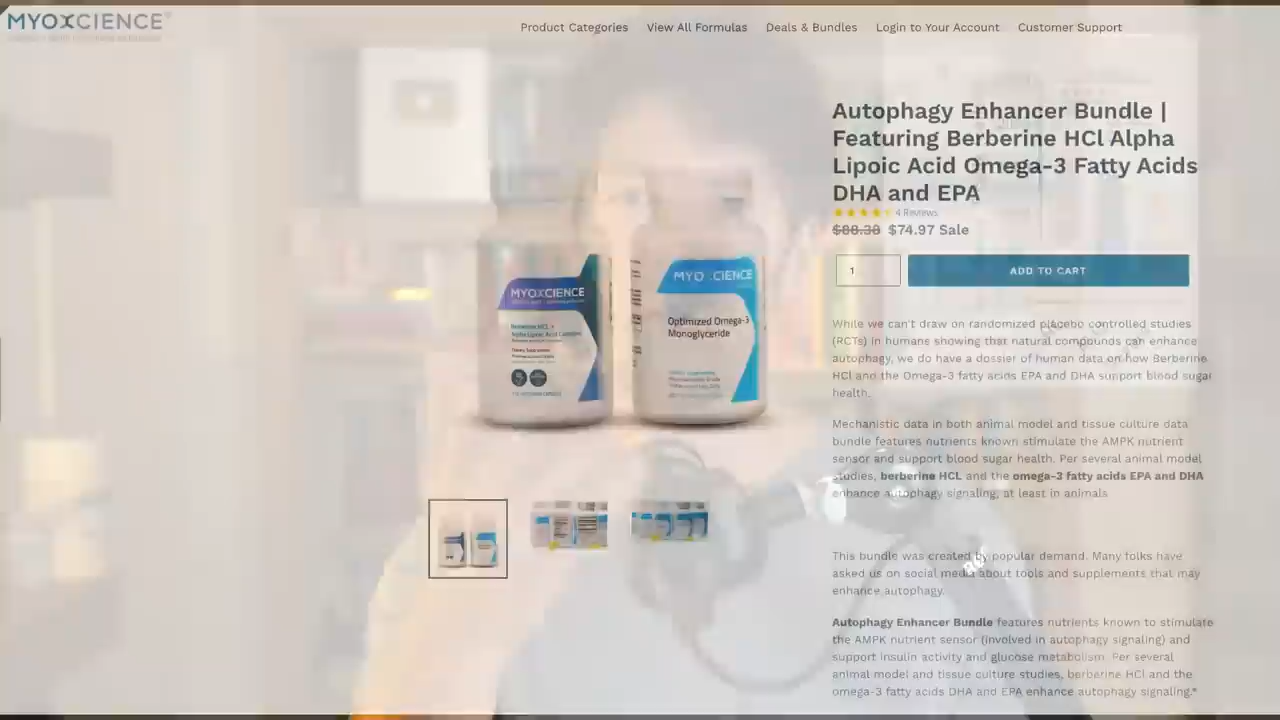 MYOXCIENCE®
Product Categories View All Formulas Deals & Bundles Login to Your Account Customer Support
Autophagy Enhancer Bundle |
Featuring Berberine HCl Alpha
Lipoic Acid Omega-3 Fatty Acids
DHA and EPA
4 Reviews
$88.38 $74.97 Sale
1
ADD TO CART
MYOXCIENCE
Berberine HCL +
Alpha Lipoic Acid Complex
MYOXCIENCE
Optimized Omega-3
Monoglyceride
While we can't draw on randomized placebo controlled studies
(RCTs) in humans showing that natural compounds can enhance
autophagy, we do have a dossier of human data on how Berberine
HCl and the Omega-3 fatty acids EPA and DHA support blood sugar
health.
Mechanistic data in both animal model and tissue culture data
bundle features nutrients known stimulate the AMPK nutrient
sensor and support blood sugar health. Per several animal model
studies, berberine HCL and the omega-3 fatty acids EPA and DHA
enhance autophagy signaling, at least in animals
This bundle was created by popular demand. Many folks have
asked us on social media about tools and supplements that may
enhance autophagy.
Autophagy Enhancer Bundle features nutrients known to stimulate
the AMPK nutrient sensor (involved in autophagy signaling) and
support insulin activity and glucose metabolism. Per several
animal model and tissue culture studies, berberine HCl and the
omega-3 fatty acids DHA and EPA enhance autophagy signaling.*